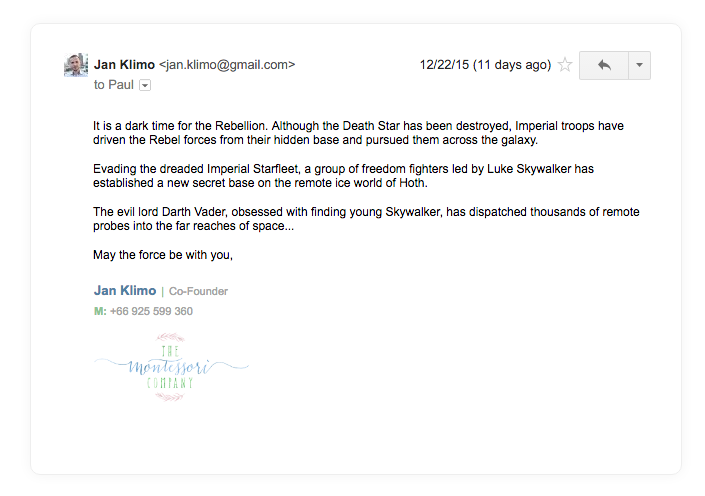 Jan Klimo <jan.klimo@gmail.com> 12/22/15 (11 days ago)
to Paul
It is a dark time for the Rebellion. Although the Death Star has been destroyed, Imperial troops have
driven the Rebel forces from their hidden base and pursued them across the galaxy.
Evading the dreaded Imperial Starfleet, a group of freedom fighters led by Luke Skywalker has
established a new secret base on the remote ice world of Hoth.
The evil lord Darth Vader, obsessed with finding young Skywalker, has dispatched thousands of remote
probes into the far reaches of space...
May the force be with you,
Jan Klimo | Co-Founder
M: +66 925 599 360
THE
Montessori
COMPANY